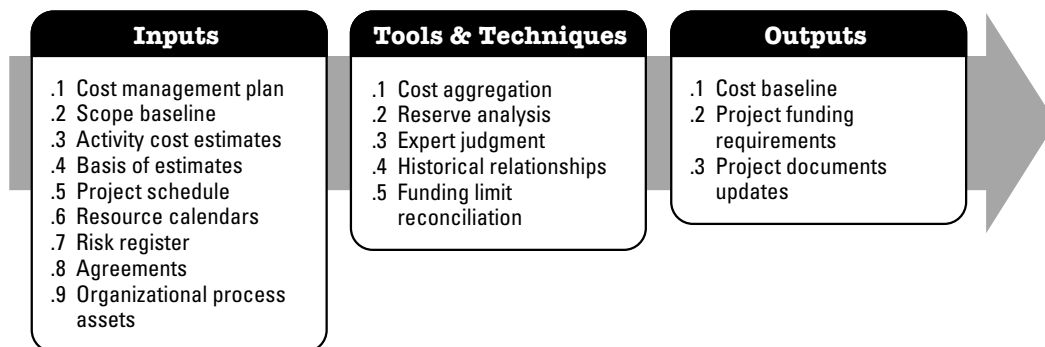 Inputs
.1 Cost management plan
.2 Scope baseline
.3 Activity cost estimates
.4 Basis of estimates
.5 Project schedule
.6 Resource calendars
.7 Risk register
.8 Agreements
.9 Organizational process
assets
Tools & Techniques
.1 Cost aggregation
.2 Reserve analysis
.3 Expert judgment
.4 Historical relationships
.5 Funding limit
reconciliation
Outputs
.1 Cost baseline
.2 Project funding
requirements
.3 Project documents
updates